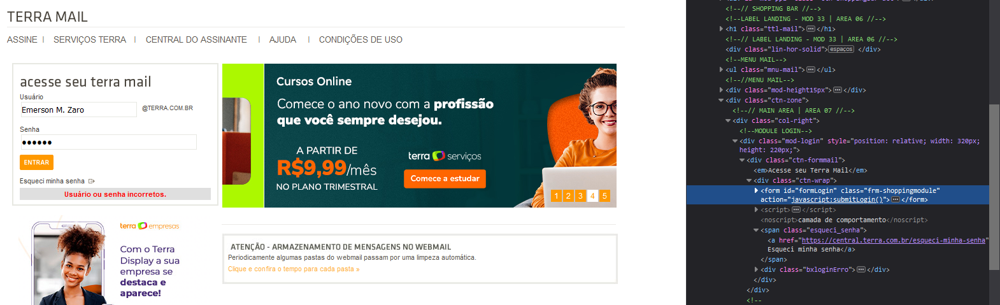 TERRA MAIL
ASSINE | SERVIÇOS TERRA | CENTRAL DO ASSINANTE | AJUDA | CONDIÇÕES DE USO
acesse seu terra mail
Usuário
Emerson M. Zaro @TERRA.COM.BR
Senha
••••••
ENTRAR
Esqueci minha senha
Usuário ou senha incorretos.
Cursos Online
Comece o ano novo com a profissão
que você sempre desejou.
A PARTIR DE
R$9,99/mês
NO PLANO TRIMESTRAL
terra serviços
Comece a estudar
1 2 3 4 5
terra empresas
Com o Terra
Display a sua
empresa se
destaca e
aparece!
ATENÇÃO - ARMAZENAMENTO DE MENSAGENS NO WEBMAIL
Periodicamente algumas pastas do webmail passam por uma limpeza automática.
Clique e confira o tempo para cada pasta »
<!--// SHOPPING BAR //-->
<!--LABEL LANDING - MOD 33 | AREA 06 //-->
<h1 class="ttl-mail">…</h1>
<!--// LABEL LANDING - MOD 33 | AREA 06 //-->
<div class="lin-hor-solid">espaços </div>
<!--MENU MAIL-->
<ul class="mnu-mail">…</ul>
<!--//MENU MAIL-->
<div class="mod-height15px">…</div>
<div class="ctn-zone">
<!--// MAIN AREA | AREA 07 //-->
<div class="col-right">
<!--MODULE LOGIN-->
<div class="mod-login" style="position: relative; width: 320px;
height: 220px;">
<div class="ctn-formmail">
<em>Acesse seu Terra Mail</em>
<div class="ctn-wrap">
<form id="formLogin" class="frm-shoppingmodule"
action="javascript:submitLogin()">…</form>
<script>…</script>
<noscript>camada de comportamento</noscript>
<span class="esqueci_senha">
<a href="https://central.terra.com.br/esqueci-minha-senha"
Esqueci minha senha</a>
</span>
<div class="bxloginErro">…</div>
</div>
</div>
<!--